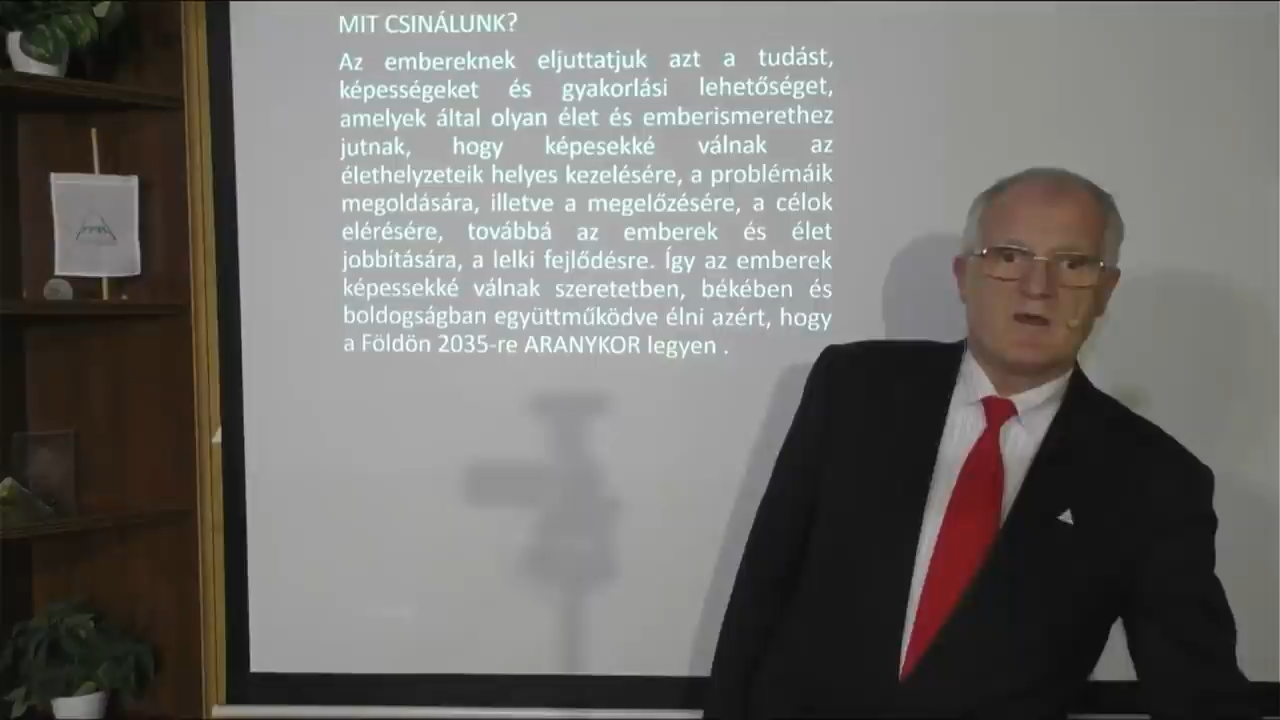 MIT CSINÁLUNK?
Az embereknek eljuttatjuk azt a tudást,
képességeket és gyakorlási lehetőséget,
amelyek által olyan élet és emberismerethez
jutnak, hogy képesekké válnak az
élethelyzeteik helyes kezelésére, a problémáik
megoldására, illetve a megelőzésére, a célok
elérésére, továbbá az emberek és élet
jobbítására, a lelki fejlődésre. Így az emberek
képessekké válnak szeretetben, békében és
boldogságban együttműködve élni azért, hogy
a Földön 2035-re ARANYKOR legyen .